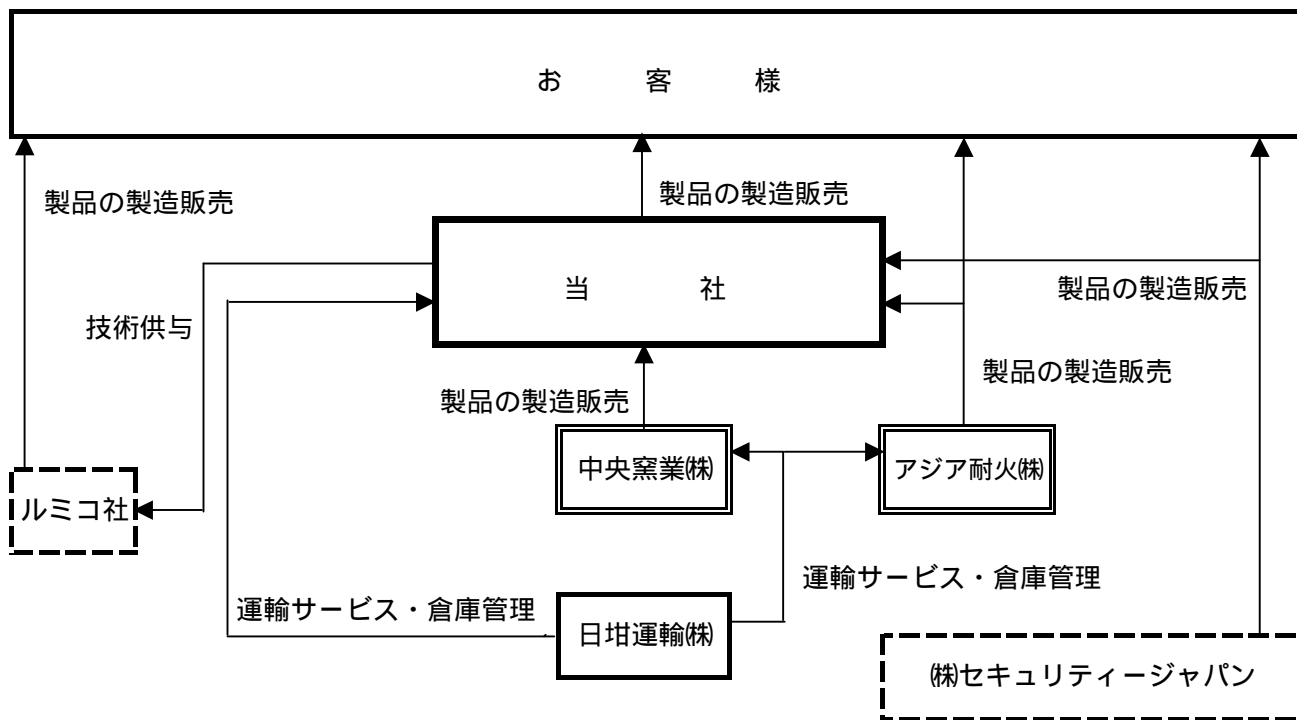 お　客　様
製品の製造販売
製品の製造販売
当　社
製品の製造販売
技術供与
製品の製造販売
製品の製造販売
中央窯業㈱
アジア耐火㈱
ルミコ社
運輸サービス・倉庫管理
運輸サービス・倉庫管理
日坩運輸㈱
㈱セキュリティージャパン